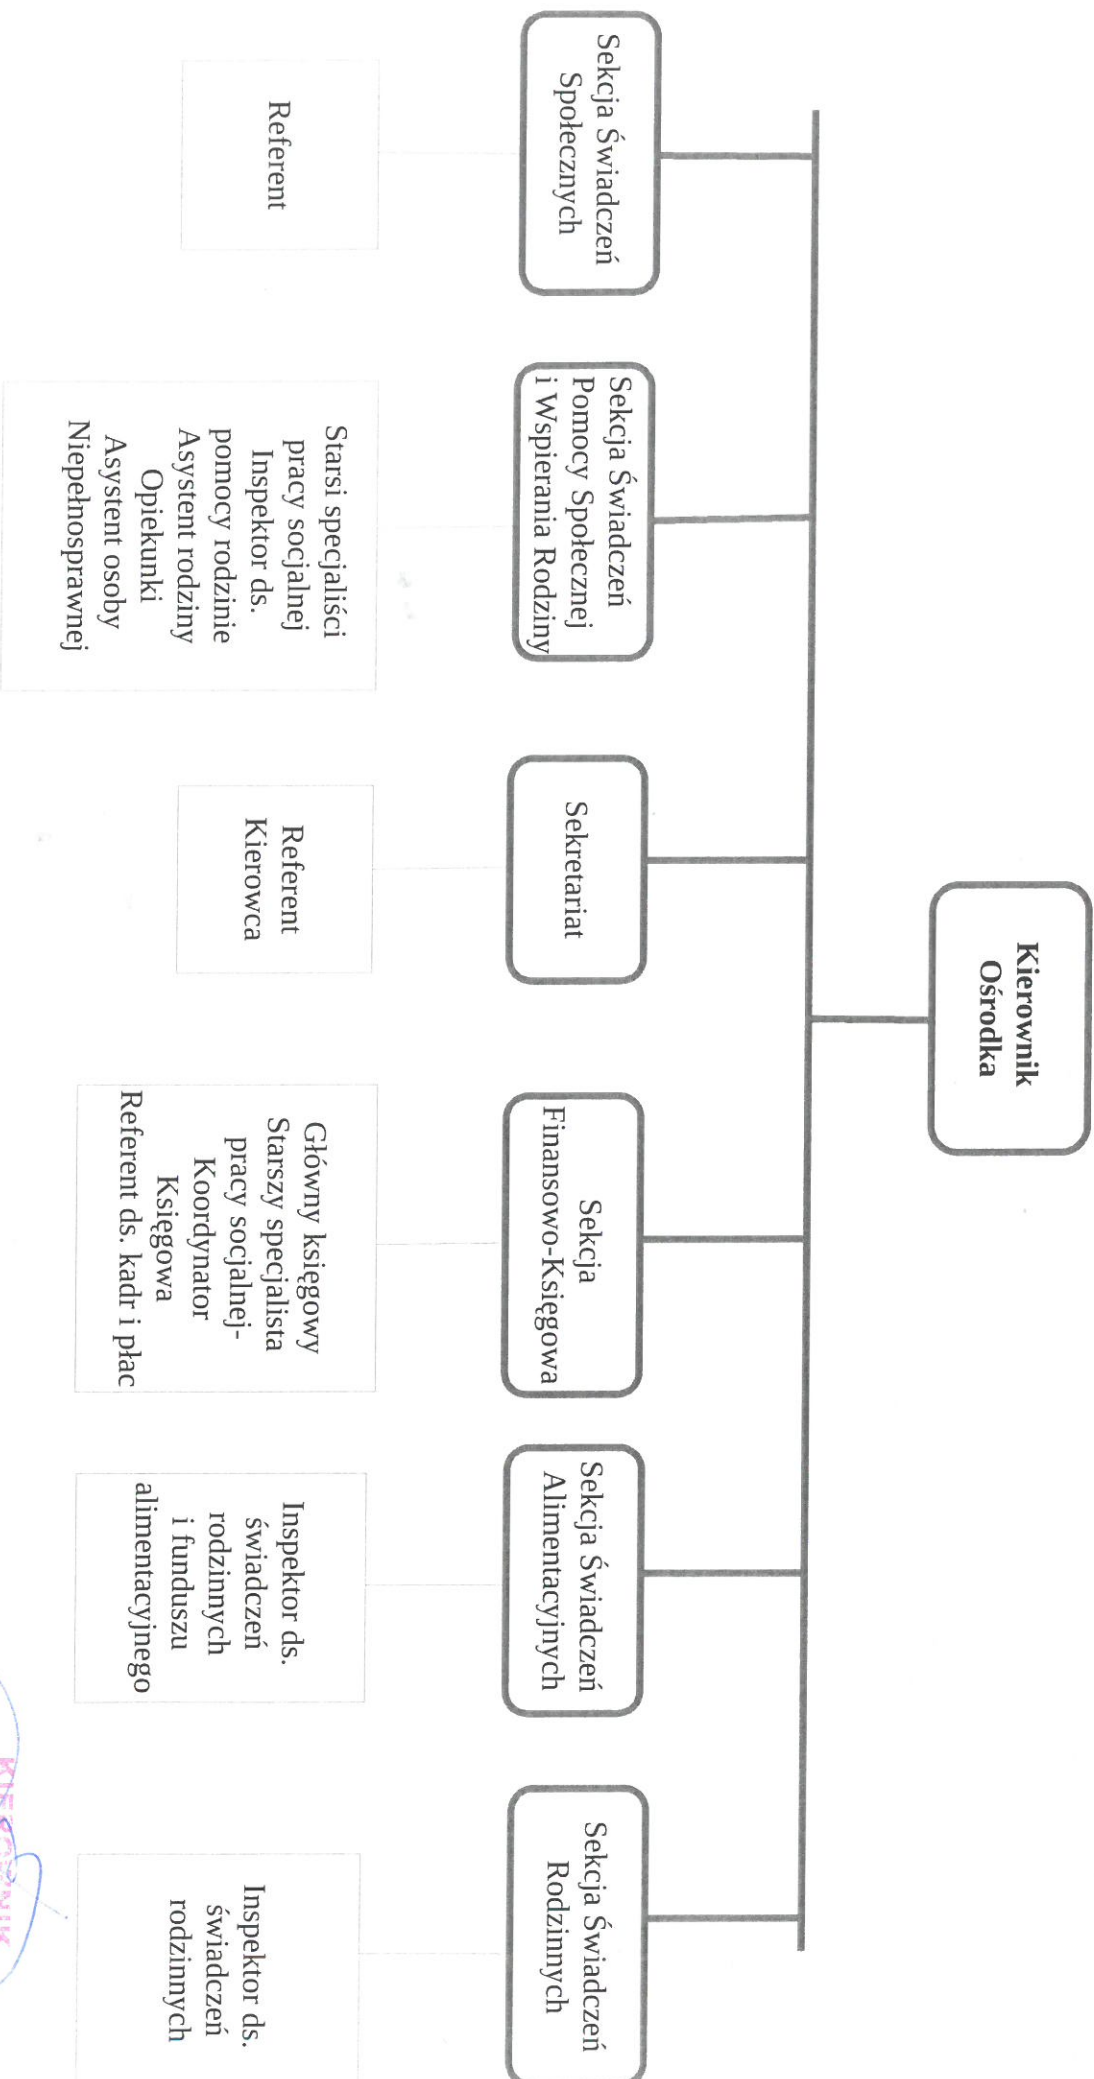 Kierownik
Ośrodka
Sekcja Świadczeń
Społecznych
Sekcja Świadczeń
Pomocy Społecznej
i Wspierania Rodziny
Sekretariat
Sekcja
Finansowo-Księgowa
Sekcja Świadczeń
Alimentacyjnych
Sekcja Świadczeń
Rodzinnych
Referent
Starsi specjaliści
pracy socjalnej
Inspektor ds.
pomocy rodzinie
Asystent rodziny
Opiekunki
Asystent osoby
Niepełnosprawnej
Referent
Kierowca
Główny księgowy
Starszy specjalista
pracy socjalnej-
Koordynator
Księgowa
Referent ds. kadr i płac
Inspektor ds.
świadczeń
rodzinnych
i funduszu
alimentacyjnego
Inspektor ds.
świadczeń
rodzinnych
KIEROWNIK